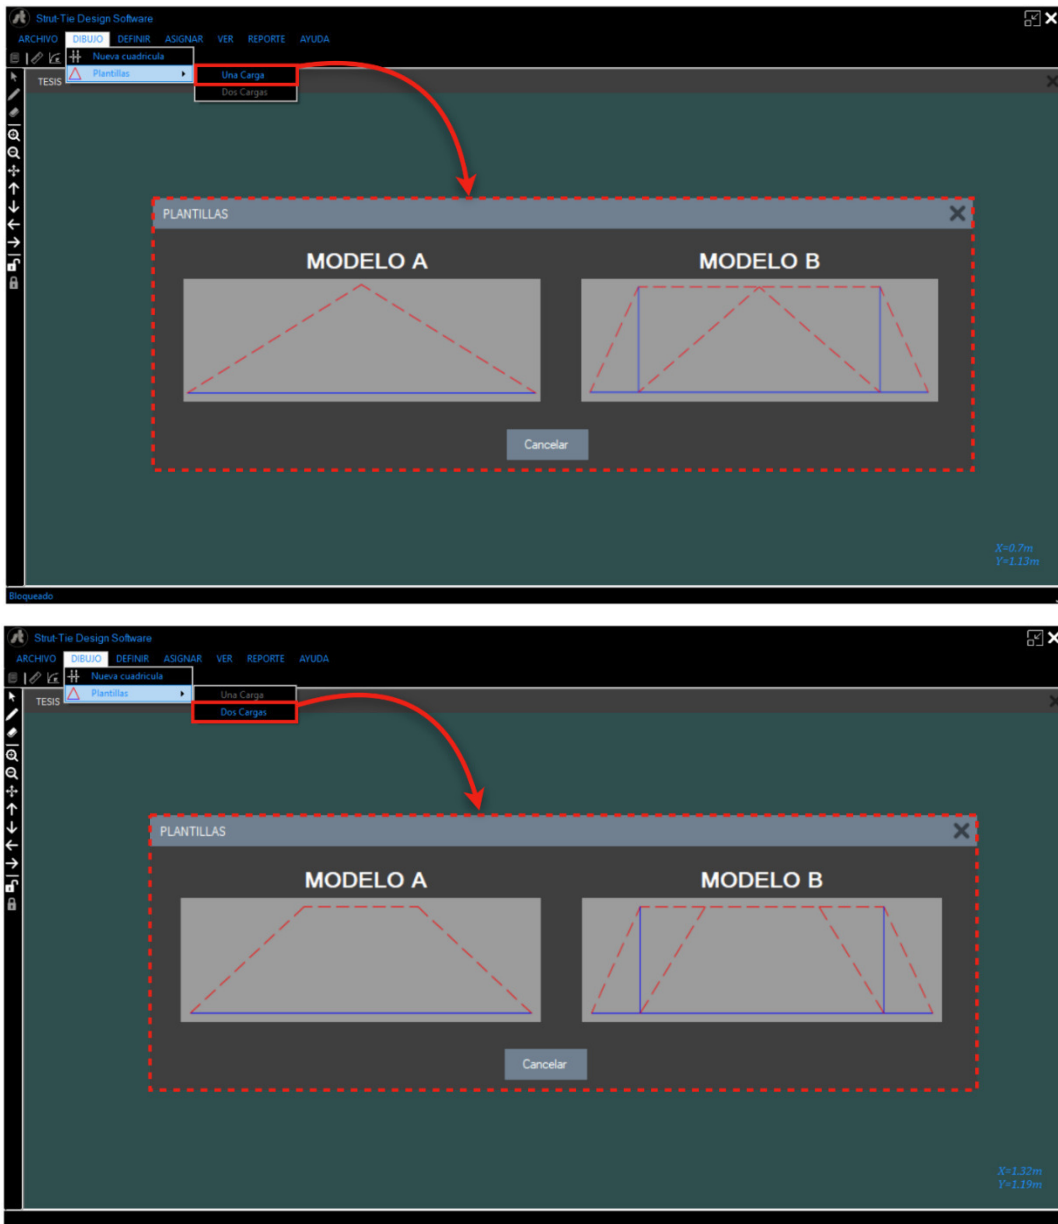 Strut-Tie Design Software
ARCHIVO DIBUJO DEFINIR ASIGNAR VER REPORTE AYUDA
Nueva cuadricula
Plantillas
Una Carga
TESIS
Dos Cargas
PLANTILLAS
MODELO A MODELO B
Cancelar
X=0.7m
Y=1.13m
Bloqueado
Strut-Tie Design Software
ARCHIVO DIBUJO DEFINIR ASIGNAR VER REPORTE AYUDA
Nueva cuadricula
Plantillas
Una Carga
TESIS
Dos Cargas
PLANTILLAS
MODELO A MODELO B
Cancelar
X=1.32m
Y=1.19m